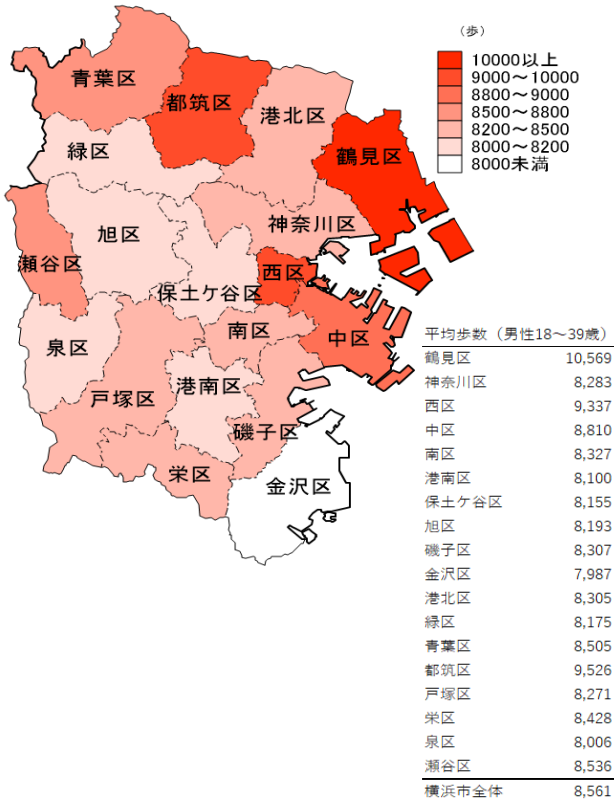 (歩)
10000以上
9000～10000
8800～9000
8500～8800
8200～8500
8000～8200
8000未満
青葉区
都筑区
港北区
緑区
鶴見区
神奈川区
旭区
瀬谷区
西区
保土ケ谷区
南区
中区
泉区
港南区
戸塚区
磯子区
栄区
金沢区
平均歩数（男性18～39歳）
鶴見区 10,569
神奈川区 8,283
西区 9,337
中区 8,810
南区 8,327
港南区 8,100
保土ケ谷区 8,155
旭区 8,193
磯子区 8,307
金沢区 7,987
港北区 8,305
緑区 8,175
青葉区 8,505
都筑区 9,526
戸塚区 8,271
栄区 8,428
泉区 8,006
瀬谷区 8,536
横浜市全体 8,561